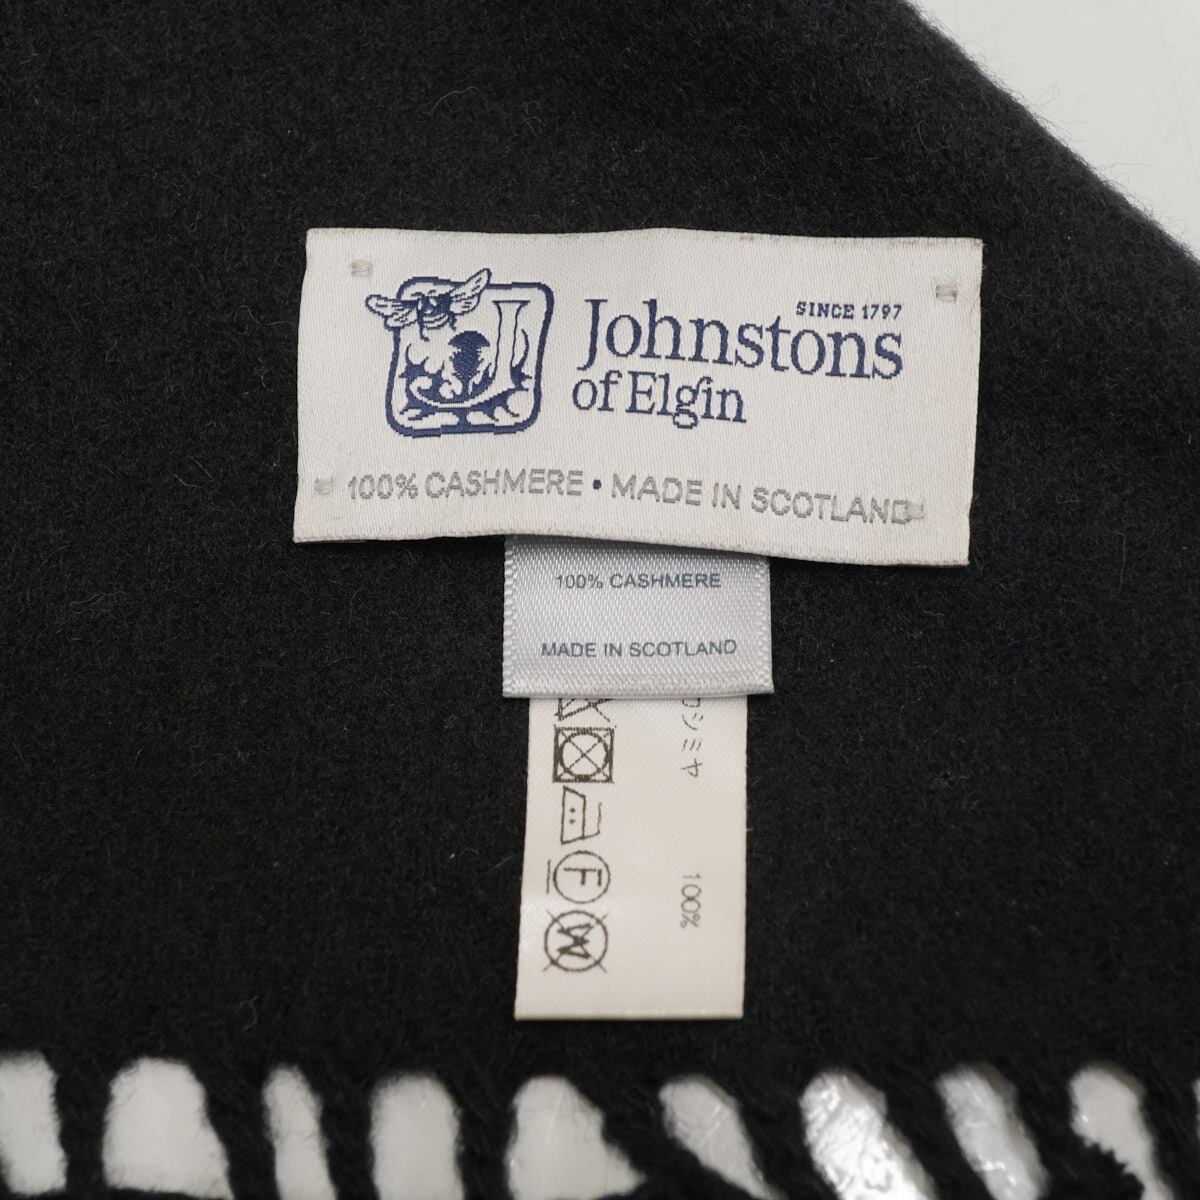 SINCE 1797
Johnstons
of Elgin
100% CASHMERE • MADE IN SCOTLAND
100% CASHMERE
MADE IN SCOTLAND
シミヤ
100%
F
W